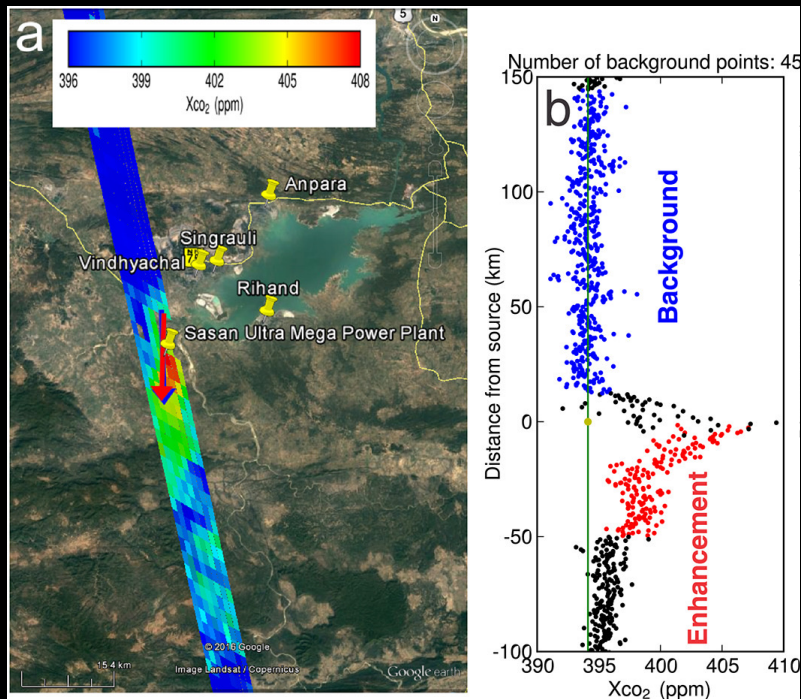 a
396
399
402
405
408
Xco₂ (ppm)
5
N
Anpara
Singrauli
Vindhyachal
Rihand
Sasan Ultra Mega Power Plant
© 2016 Google
15.4 km
Image Landsat / Copernicus
Google earth
Number of background points: 45
b
150
100
50
0
-50
-100
Distance from source (km)
Background
Enhancement
390
395
400
405
410
Xco₂ (ppm)